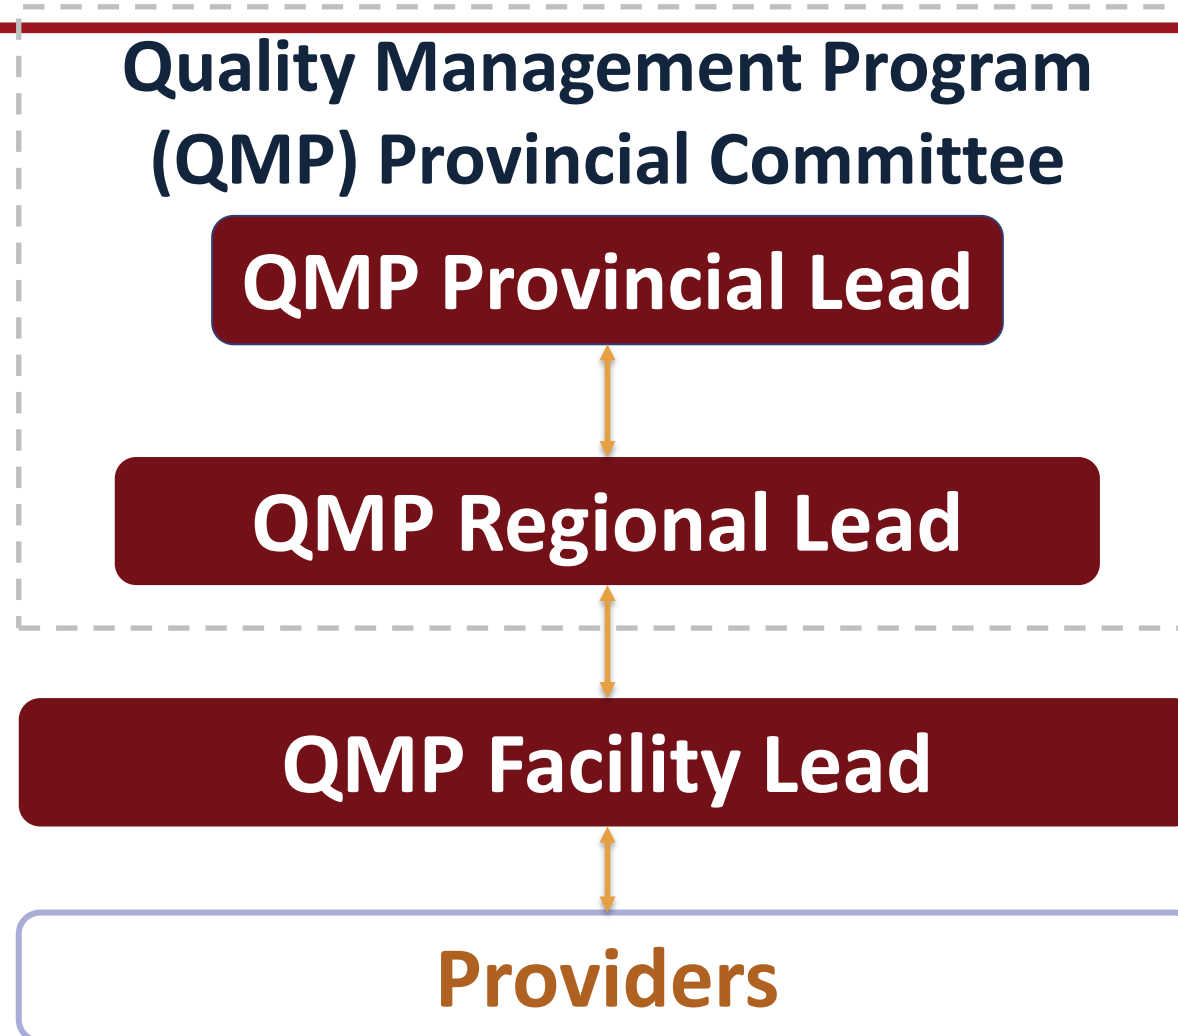 Quality Management Program
(QMP) Provincial Committee
QMP Provincial Lead
QMP Regional Lead
QMP Facility Lead
Providers